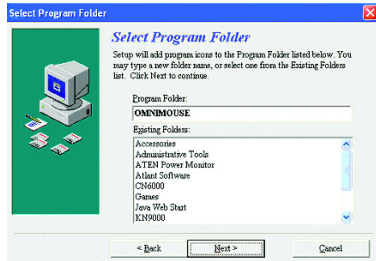 Select Program Folder
Select Program Folder
Setup will add program icons to the Program Folder listed below. You
may type a new folder name, or select one from the Existing Folders
list. Click Next to continue.
Program Folder:
OMNIMOUSE
Existing Folders:
Accessories
Administrative Tools
ATEN Power Monitor
Atlant Software
CN6000
Games
Java Web Start
KN9000
< Back
Next >
Cancel